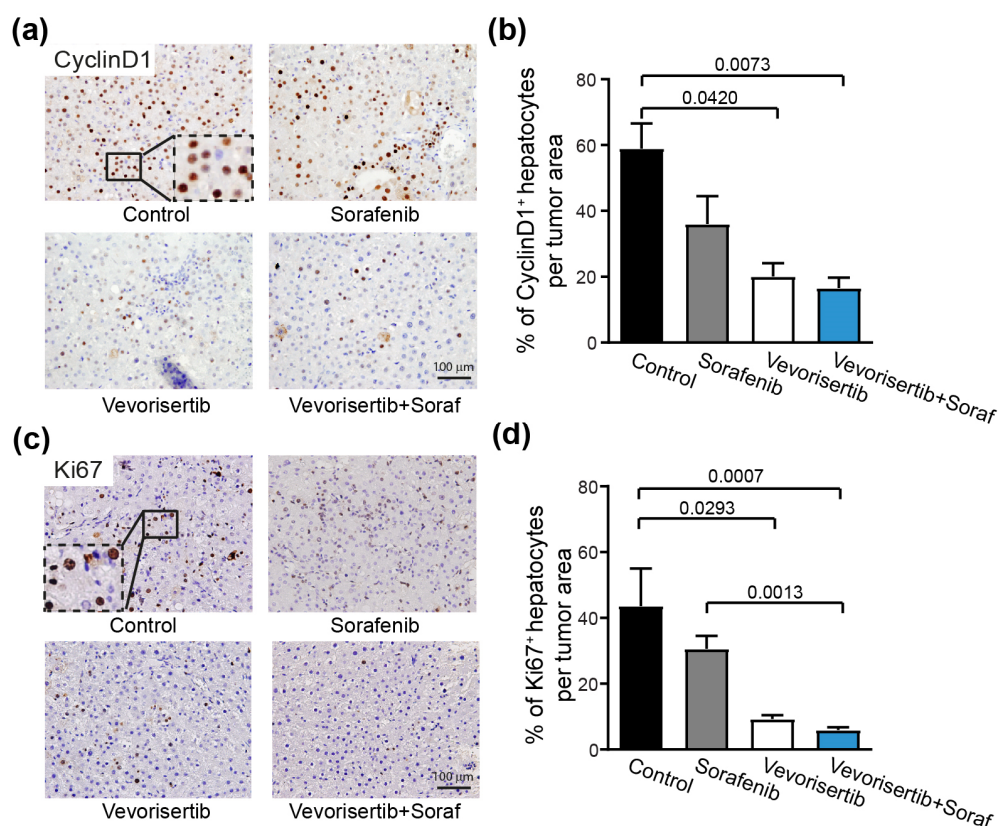 (a)
CyclinD1
Control
Sorafenib
Vevorisertib
Vevorisertib+Soraf
100 μm
(b)
% of CyclinD1+ hepatocytes
per tumor area
80
60
40
20
0
0.0073
0.0420
Control
Sorafenib
Vevorisertib
Vevorisertib+Soraf
(c)
Ki67
Control
Sorafenib
Vevorisertib
Vevorisertib+Soraf
100 μm
(d)
% of Ki67+ hepatocytes
per tumor area
80
60
40
20
0
0.0007
0.0293
0.0013
Control
Sorafenib
Vevorisertib
Vevorisertib+Soraf